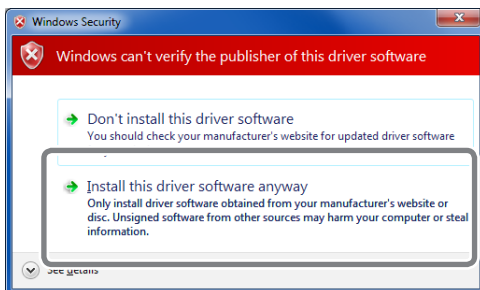 Windows Security
x
Windows can't verify the publisher of this driver software
Don't install this driver software
You should check your manufacturer's website for updated driver software
Install this driver software anyway
Only install driver software obtained from your manufacturer's website or
disc. Unsigned software from other sources may harm your computer or steal
information.
See details